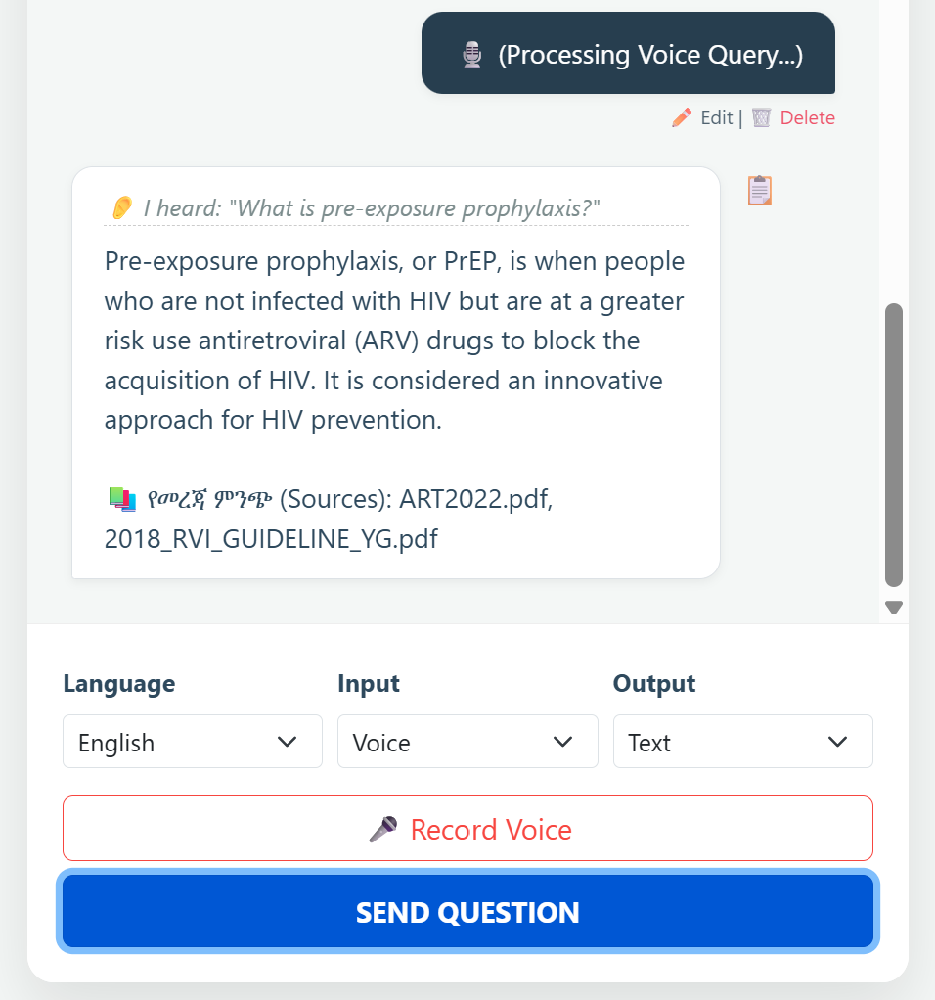 (Processing Voice Query...)
Edit | Delete
I heard: "What is pre-exposure prophylaxis?"
Pre-exposure prophylaxis, or PrEP, is when people
who are not infected with HIV but are at a greater
risk use antiretroviral (ARV) drugs to block the
acquisition of HIV. It is considered an innovative
approach for HIV prevention.
የመረጃ ምንጭ (Sources): ART2022.pdf,
2018_RVI_GUIDELINE_YG.pdf
Language Input Output
English Voice Text
Record Voice
SEND QUESTION